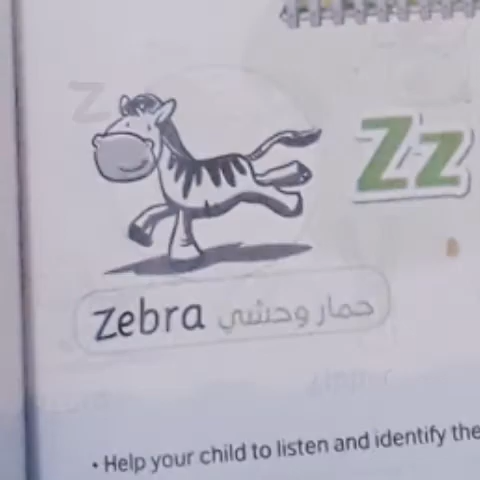 Zz
zebra حمار وحشي
• Help your child to listen and identify the